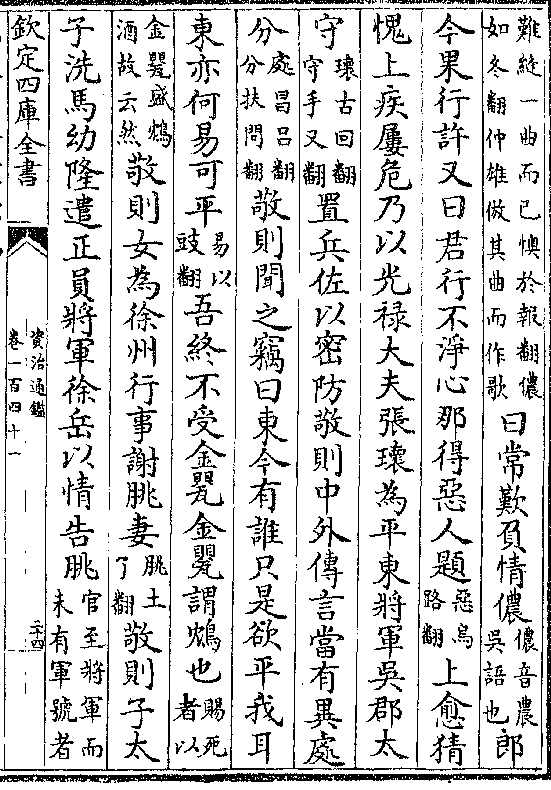 難縫一曲而已懊於報翻儂
如冬翻仲雄倣其曲而作歌
曰常歎負情儂
儂音農
吳語也
郎
今果行許又曰君行不淨心那得惡人題
惡烏
路翻
上愈猜
愧上疾屢危乃以光禄大夫張瓌為平東將軍吳郡太
守
瓌古回翻
守手又翻
置兵佐以密防敬則中外傳言當有異處
分
處昌呂翻
分扶問翻
敬則聞之竊曰東今有誰只是欲平我耳
東亦何易可平
易以
豉翻
吾終不受金甖金甖謂鴆也
賜死
者以
金甖盛鴆
酒故云然
敬則女為徐州行事謝朓妻
朓土
了翻
敬則子太
子洗馬幼隆遣正員將軍徐岳以情告朓
官至將軍而
未有軍號者
欽定四庫全書
資治通鑑
卷一百四十一
二十四